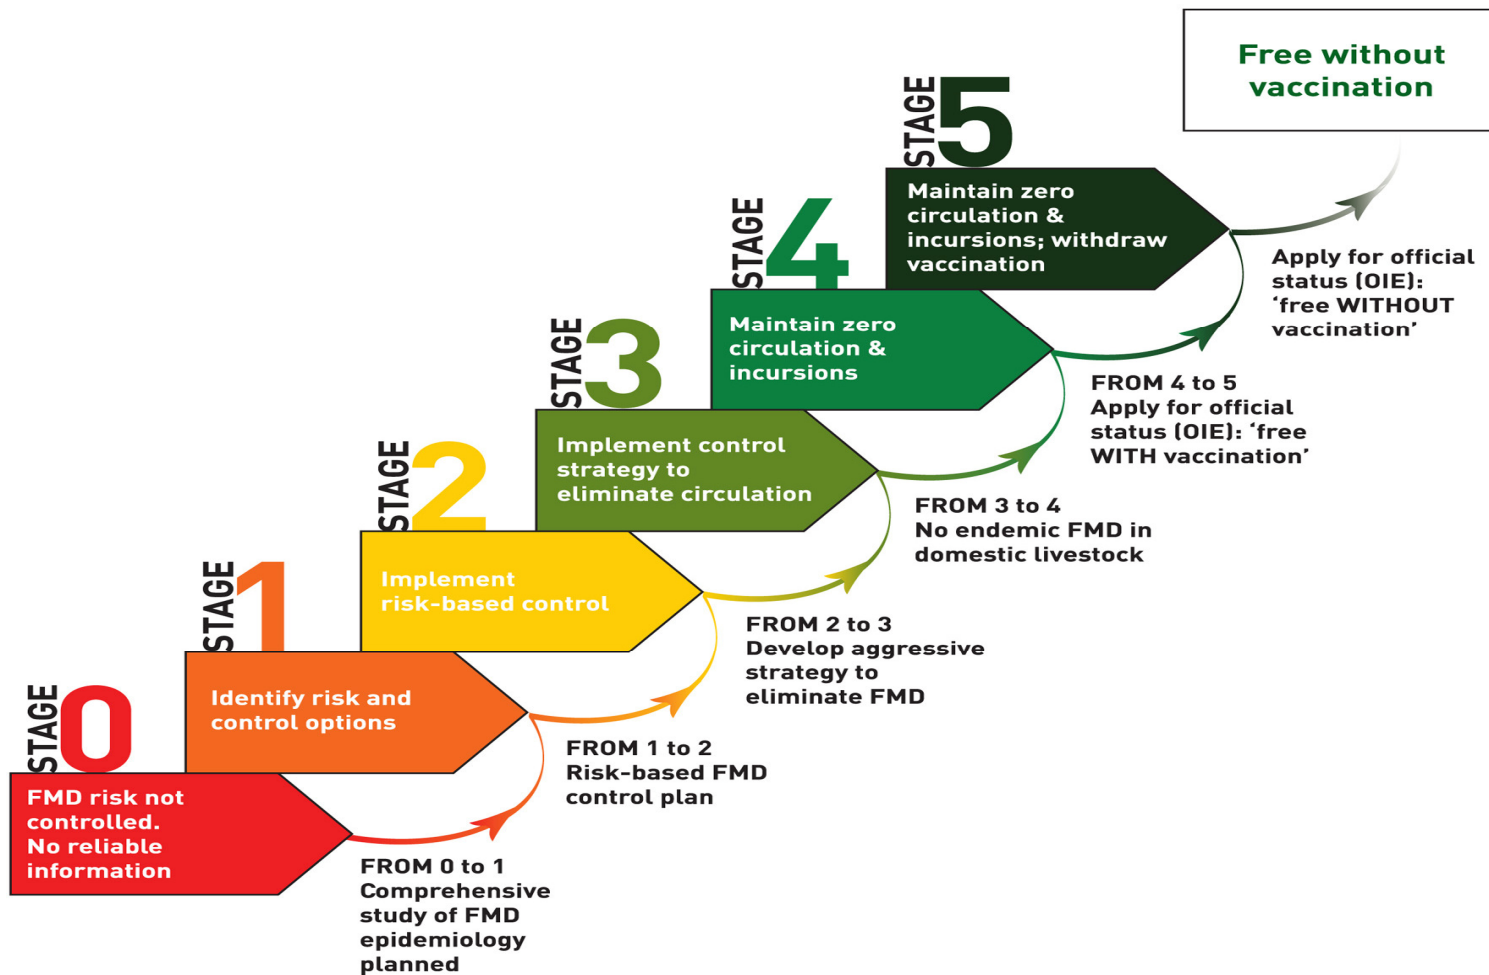 STAGE 0
FMD risk not
controlled.
No reliable
information
FROM 0 to 1
Comprehensive
study of FMD
epidemiology
planned
STAGE 1
Identify risk and
control options
FROM 1 to 2
Risk-based FMD
control plan
STAGE 2
Implement
risk-based control
FROM 2 to 3
Develop aggressive
strategy to
eliminate FMD
STAGE 3
Implement control
strategy to
eliminate circulation
FROM 3 to 4
No endemic FMD in
domestic livestock
STAGE 4
Maintain zero
circulation &
incursions
FROM 4 to 5
Apply for official
status (OIE): ‘free
WITH vaccination’
STAGE 5
Maintain zero
circulation &
incursions; withdraw
vaccination
Apply for official
status (OIE):
‘free WITHOUT
vaccination’
Free without
vaccination